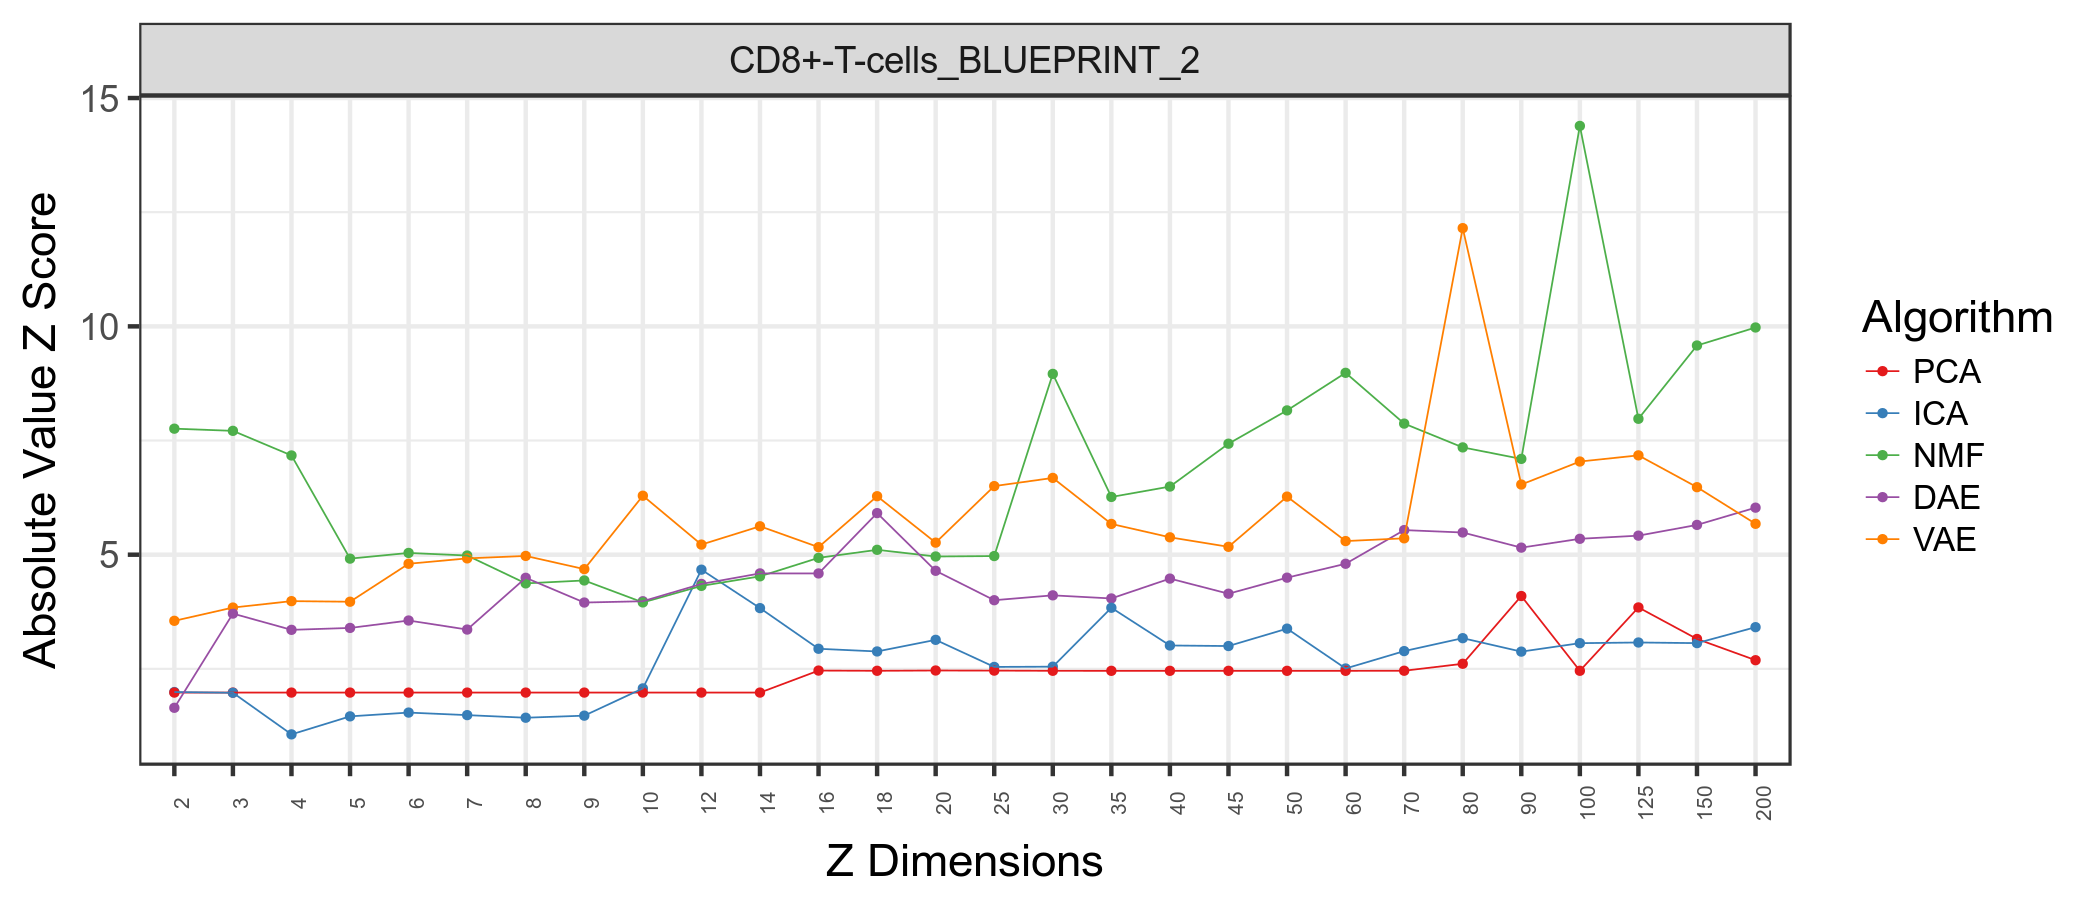 CD8+-T-cells_BLUEPRINT_2
15
10
5
Absolute Value Z Score
2 3 4 5 6 7 8 9 10 12 14 16 18 20 25 30 35 40 45 50 60 70 80 90 100 125 150 200
Z Dimensions
Algorithm
PCA
ICA
NMF
DAE
VAE